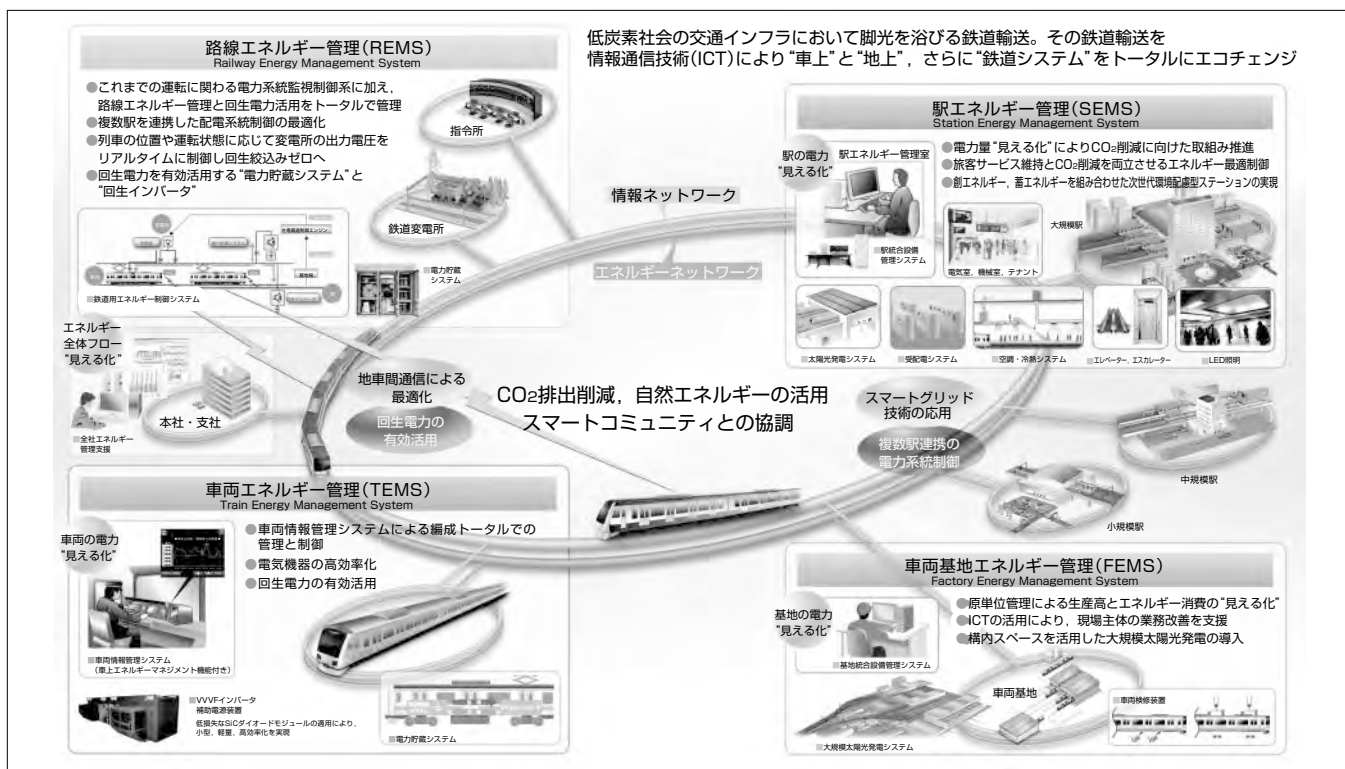 低炭素社会の交通インフラにおいて脚光を浴びる鉄道輸送。その鉄道輸送を
情報通信技術(ICT)により“車上”と“地上”，さらに“鉄道システム”をトータルにエコチェンジ
路線エネルギー管理(REMS)
Railway Energy Management System
●これまでの運転に関わる電力系統監視制御系に加え，
路線エネルギー管理と回生電力活用をトータルで管理
●複数駅を連携した配電系統制御の最適化
●列車の位置や運転状態に応じて変電所の出力電圧を
リアルタイムに制御し回生絞込みゼロへ
●回生電力を有効活用する“電力貯蔵システム”と
“回生インバータ”
指令所
鉄道変電所
■電力貯蔵
システム
■鉄道用エネルギー制御システム
情報ネットワーク
エネルギーネットワーク
駅エネルギー管理(SEMS)
Station Energy Management System
駅の電力
“見える化”
駅エネルギー管理室
●電力量“見える化”によりCO2削減に向けた取組み推進
●旅客サービス維持とCO2削減を両立させるエネルギー最適制御
●創エネルギー，蓄エネルギーを組み合わせた次世代環境配慮型ステーションの実現
■駅統合設備
管理システム
電気室，機械室，テナント
大規模駅
■太陽光発電システム
■受配電システム
■空調・冷熱システム
■エレベーター，エスカレーター
■LED照明
エネルギー
全体フロー
“見える化”
本社・支社
■全社エネルギー
管理支援
地車間通信による
最適化
回生電力の
有効活用
CO2排出削減，自然エネルギーの活用
スマートコミュニティとの協調
スマートグリッド
技術の応用
複数駅連携の
電力系統制御
中規模駅
小規模駅
車両エネルギー管理(TEMS)
Train Energy Management System
車両の電力
“見える化”
●車両情報管理システムによる編成トータルでの
管理と制御
●電気機器の高効率化
●回生電力の有効活用
■車両情報管理システム
(車上エネルギーマネジメント機能付き)
■VVVFインバータ
補助電源装置
低損失なSiCダイオードモジュールの適用により，
小型，軽量，高効率化を実現
■電力貯蔵システム
車両基地エネルギー管理(FEMS)
Factory Energy Management System
基地の電力
“見える化”
●原単位管理による生産高とエネルギー消費の“見える化”
●ICTの活用により，現場主体の業務改善を支援
●構内スペースを活用した大規模太陽光発電の導入
■基地統合設備管理システム
車両基地
■車両検修装置
■大規模太陽光発電システム